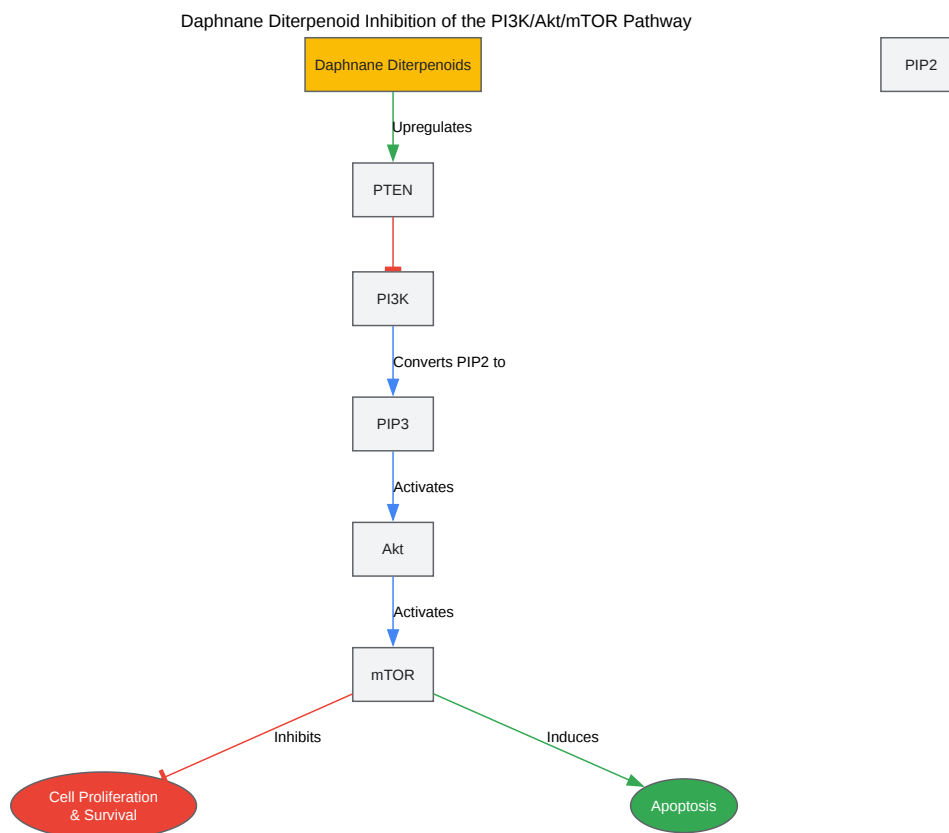 Daphnane Diterpenoid Inhibition of the PI3K/Akt/mTOR Pathway
Daphnane Diterpenoids
PIP2
Upregulates
PTEN
PI3K
Converts PIP2 to
PIP3
Activates
Akt
Activates
mTOR
Inhibits
Induces
Cell Proliferation
& Survival
Apoptosis